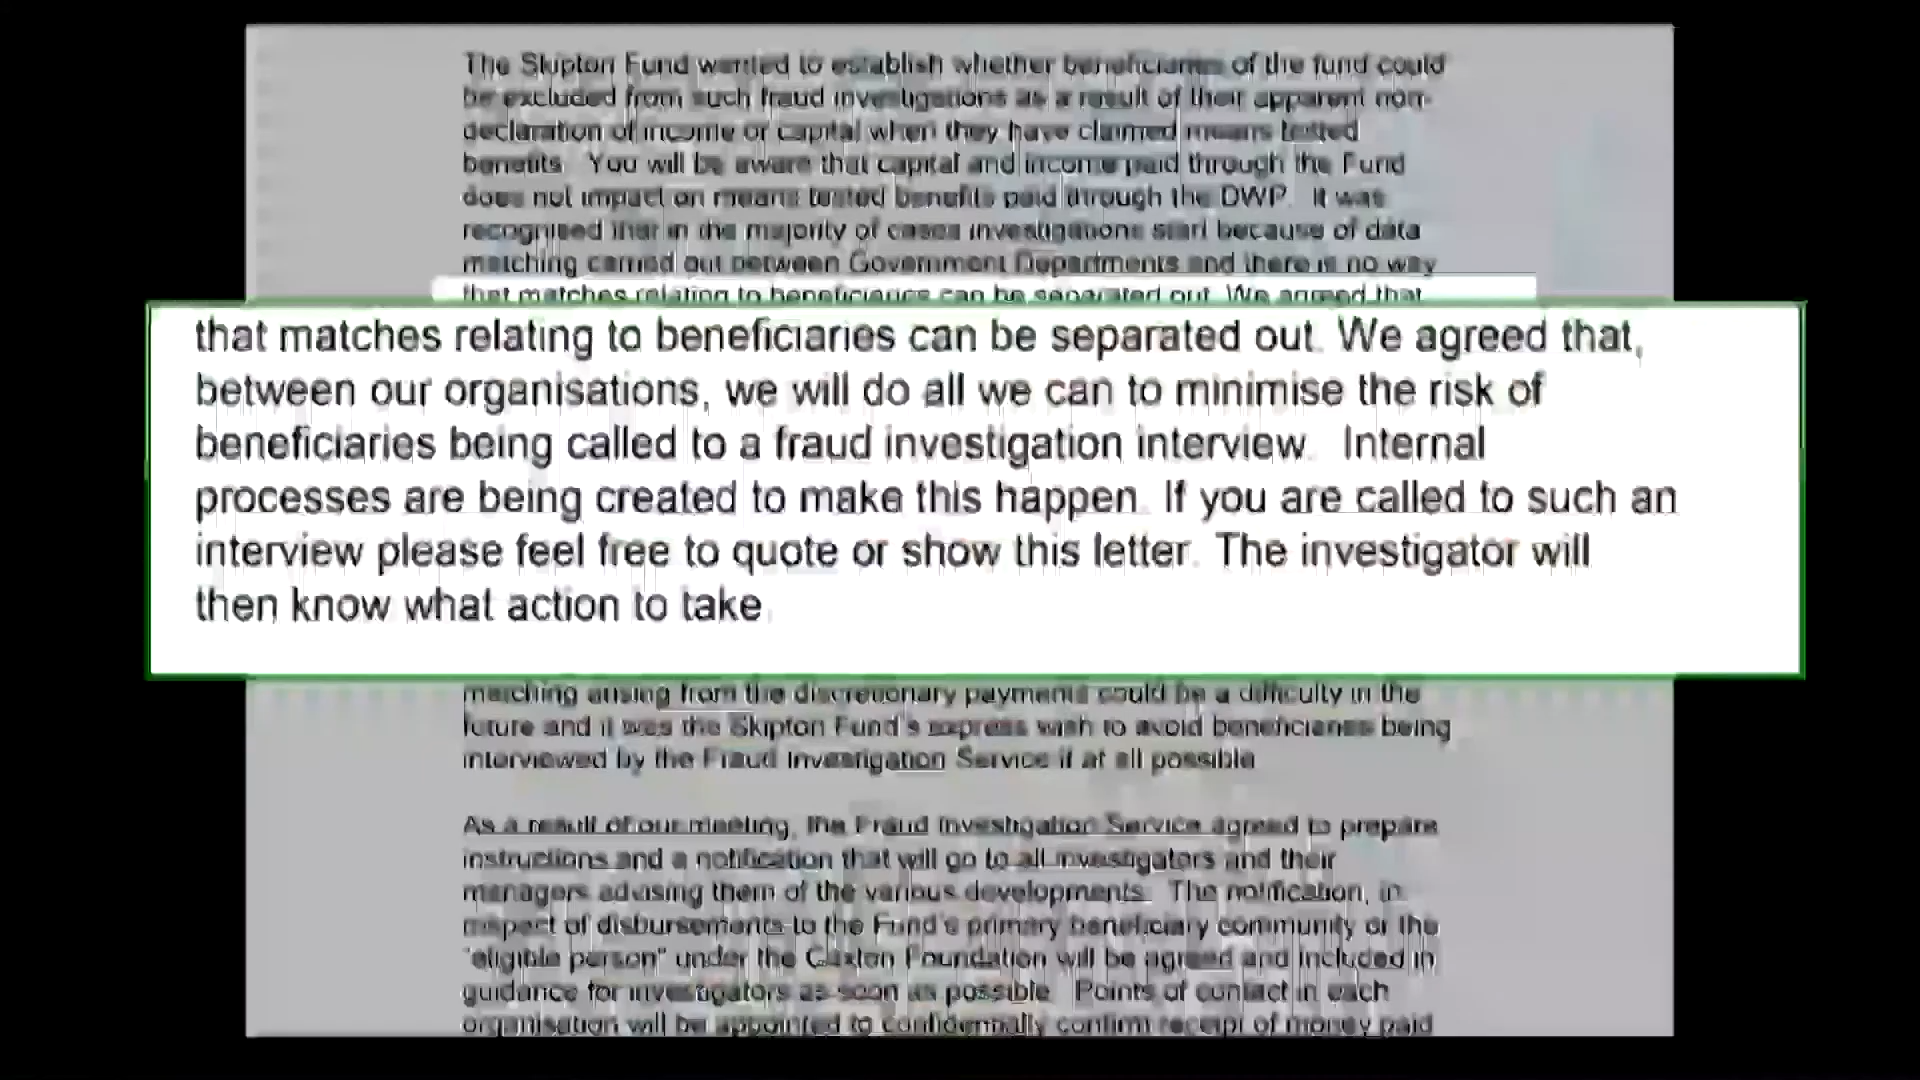 The Skipton Fund wanted to establish whether beneficiaries of the fund could
be excluded from such fraud investigations as a result of their apparent non-
declaration of income or capital when they have claimed means tested
benefits. You will be aware that capital and income paid through the Fund
does not impact on means tested benefits paid through the DWP. It was
recognised that in the majority of cases investigations start because of data
matching carried out between Government Departments and there is no way
that matches relating to beneficiaries can be separated out. We agreed that
that matches relating to beneficiaries can be separated out. We agreed that,
between our organisations, we will do all we can to minimise the risk of
beneficiaries being called to a fraud investigation interview. Internal
processes are being created to make this happen. If you are called to such an
interview please feel free to quote or show this letter. The investigator will
then know what action to take
matching arising from the discretionary payments could be a difficulty in the
future and it was the Skipton Fund's express wish to avoid beneficiaries being
interviewed by the Fraud Investigation Service if at all possible
As a result of our meeting, the Fraud Investigation Service agreed to prepare
instructions and a notification that will go to all investigators and their
managers advising them of the various developments. The notification, in
respect of disbursements to the Fund's primary beneficiary community or the
"eligible person" under the Caxton Foundation will be agreed and included in
guidance for investigators as soon as possible. Points of contact in each
organisation will be appointed to confidentially confirm receipt of money paid